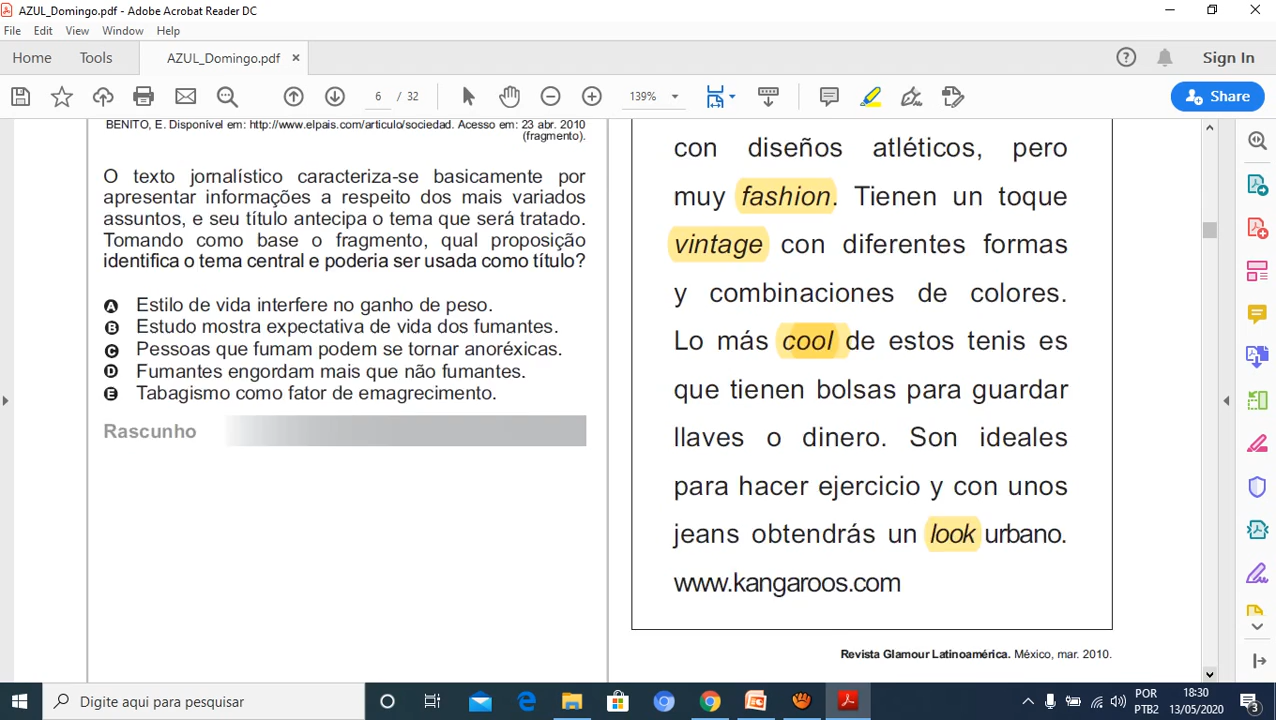 AZUL_Domingo.pdf - Adobe Acrobat Reader DC
File Edit View Window Help
Home Tools AZUL_Domingo.pdf × Sign In
6 / 32 139% Share
BENITO, E. Disponível em: http://www.elpais.com/articulo/sociedad. Acesso em: 23 abr. 2010
(fragmento).
O texto jornalístico caracteriza-se basicamente por
apresentar informações a respeito dos mais variados
assuntos, e seu título antecipa o tema que será tratado.
Tomando como base o fragmento, qual proposição
identifica o tema central e poderia ser usada como título?
A Estilo de vida interfere no ganho de peso.
B Estudo mostra expectativa de vida dos fumantes.
C Pessoas que fumam podem se tornar anoréxicas.
D Fumantes engordam mais que não fumantes.
E Tabagismo como fator de emagrecimento.
Rascunho
con diseños atléticos, pero
muy fashion. Tienen un toque
vintage con diferentes formas
y combinaciones de colores.
Lo más cool de estos tenis es
que tienen bolsas para guardar
llaves o dinero. Son ideales
para hacer ejercicio y con unos
jeans obtendrás un look urbano.
www.kangaroos.com
Revista Glamour Latinoamérica. México, mar. 2010.
Digite aqui para pesquisar
POR
PTB2
18:30
13/05/2020
3